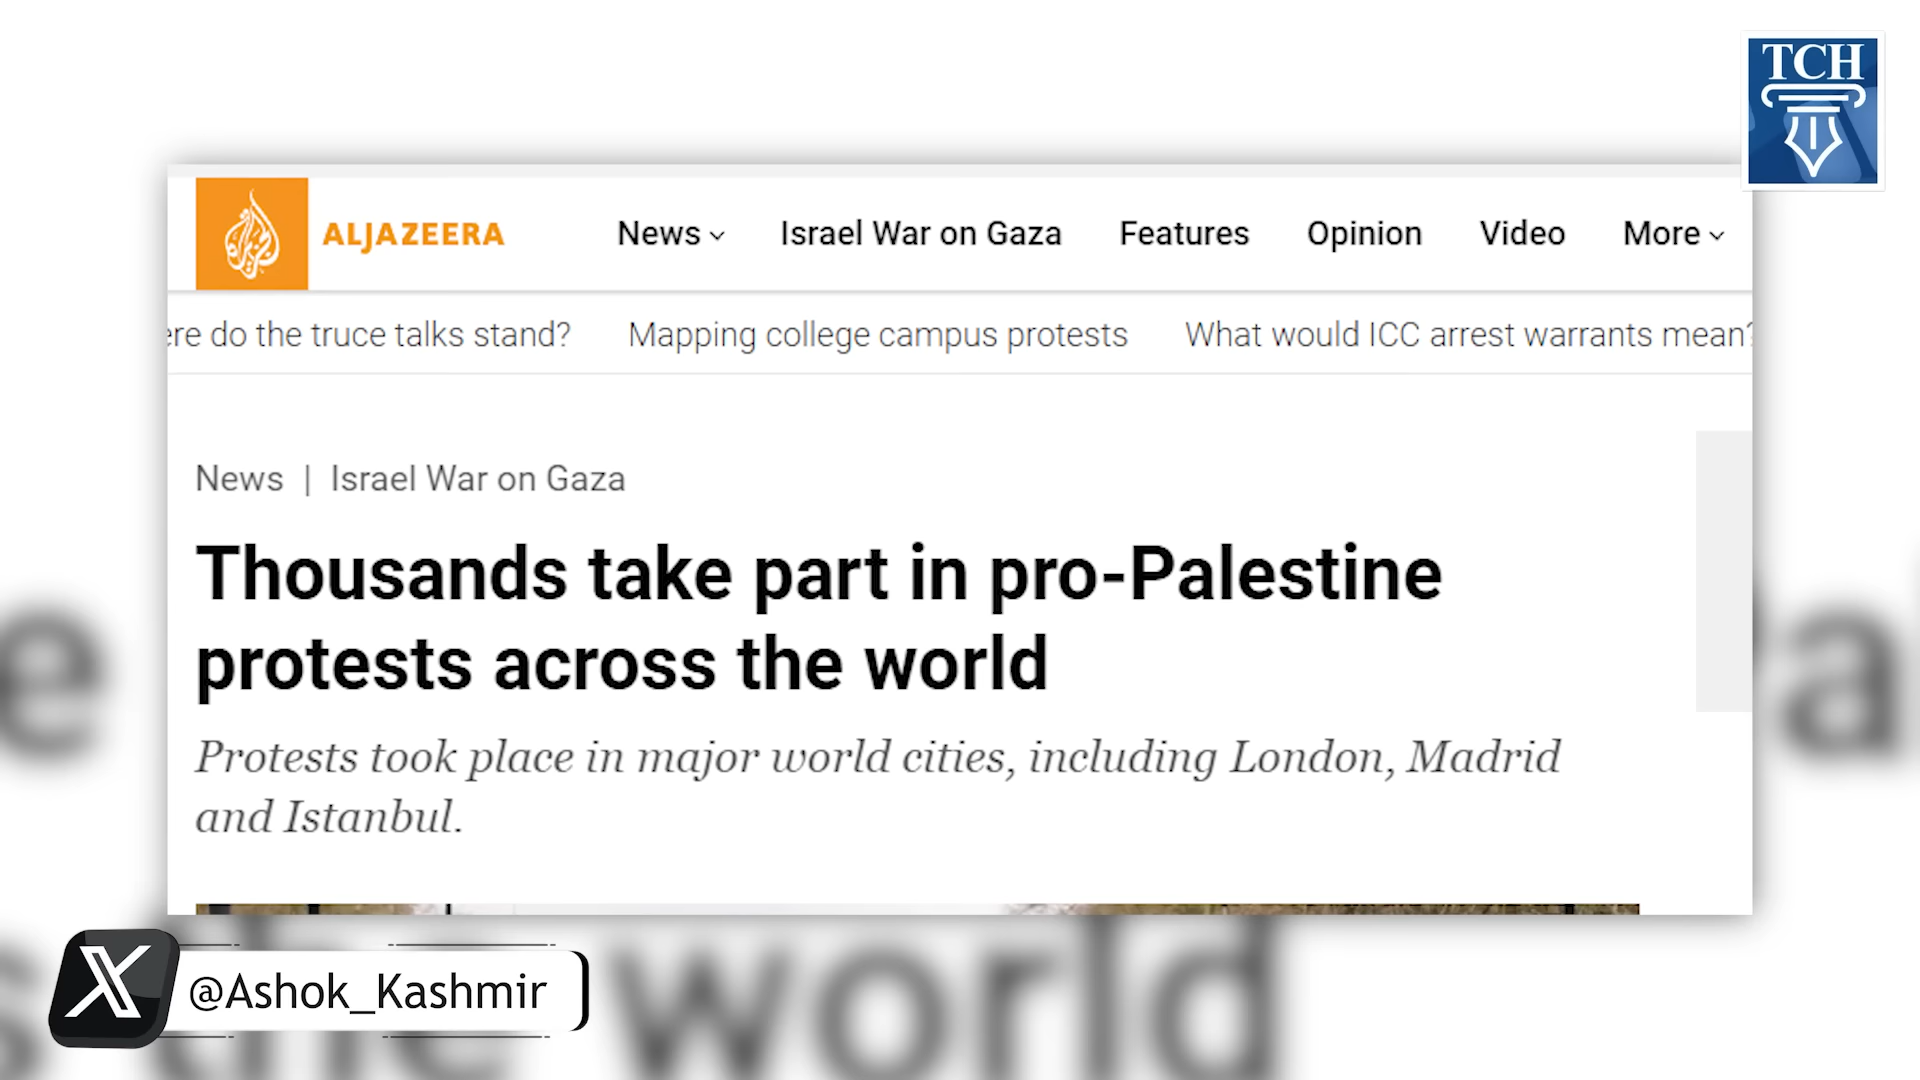 TCH
ALJAZEERA
News Israel War on Gaza Features Opinion Video More
ere do the truce talks stand? Mapping college campus protests What would ICC arrest warrants mean?
News | Israel War on Gaza
Thousands take part in pro-Palestine
protests across the world
Protests took place in major world cities, including London, Madrid
and Istanbul.
@Ashok_Kashmir